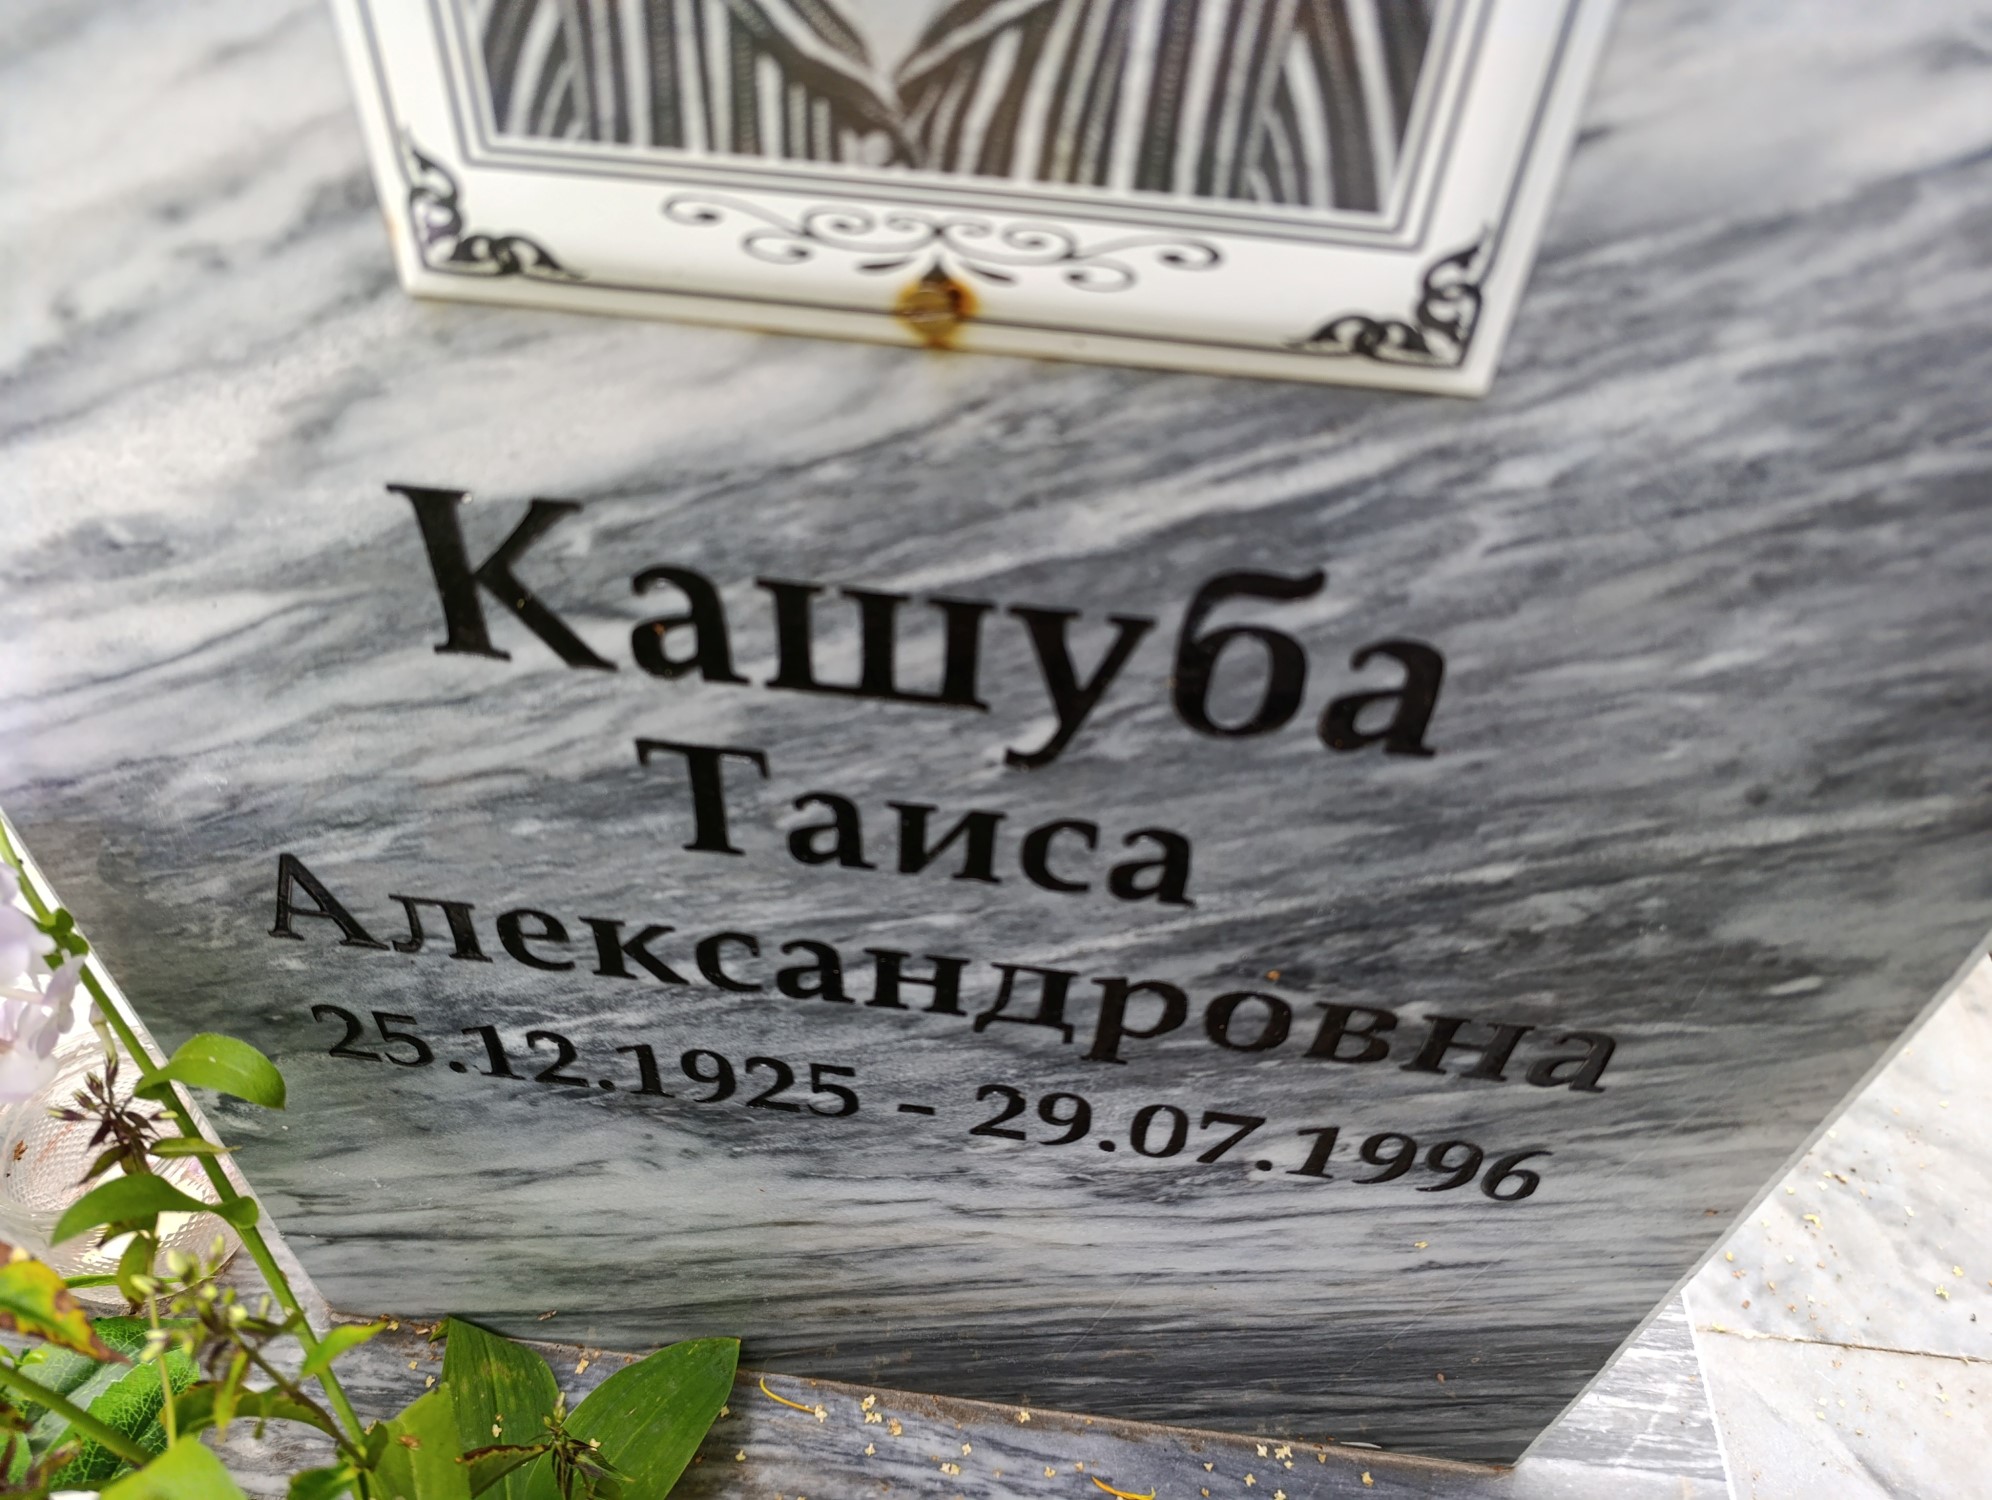 Кашуба
Таиса
Александровна
25.12.1925 - 29.07.1996